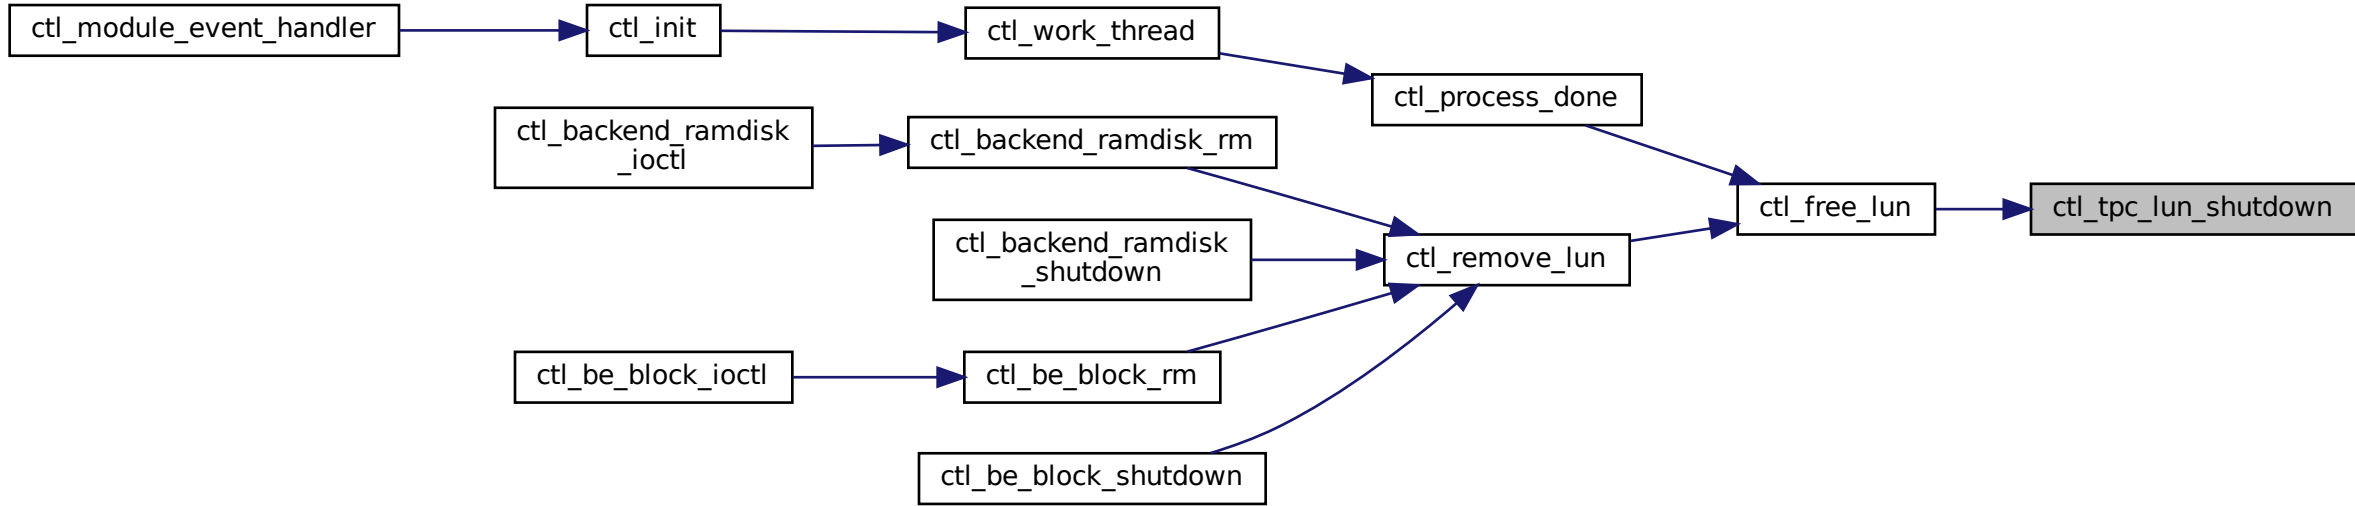 ctl_module_event_handler
ctl_init
ctl_work_thread
ctl_process_done
ctl_backend_ramdisk
_ioctl
ctl_backend_ramdisk_rm
ctl_free_lun
ctl_tpc_lun_shutdown
ctl_backend_ramdisk
_shutdown
ctl_remove_lun
ctl_be_block_ioctl
ctl_be_block_rm
ctl_be_block_shutdown